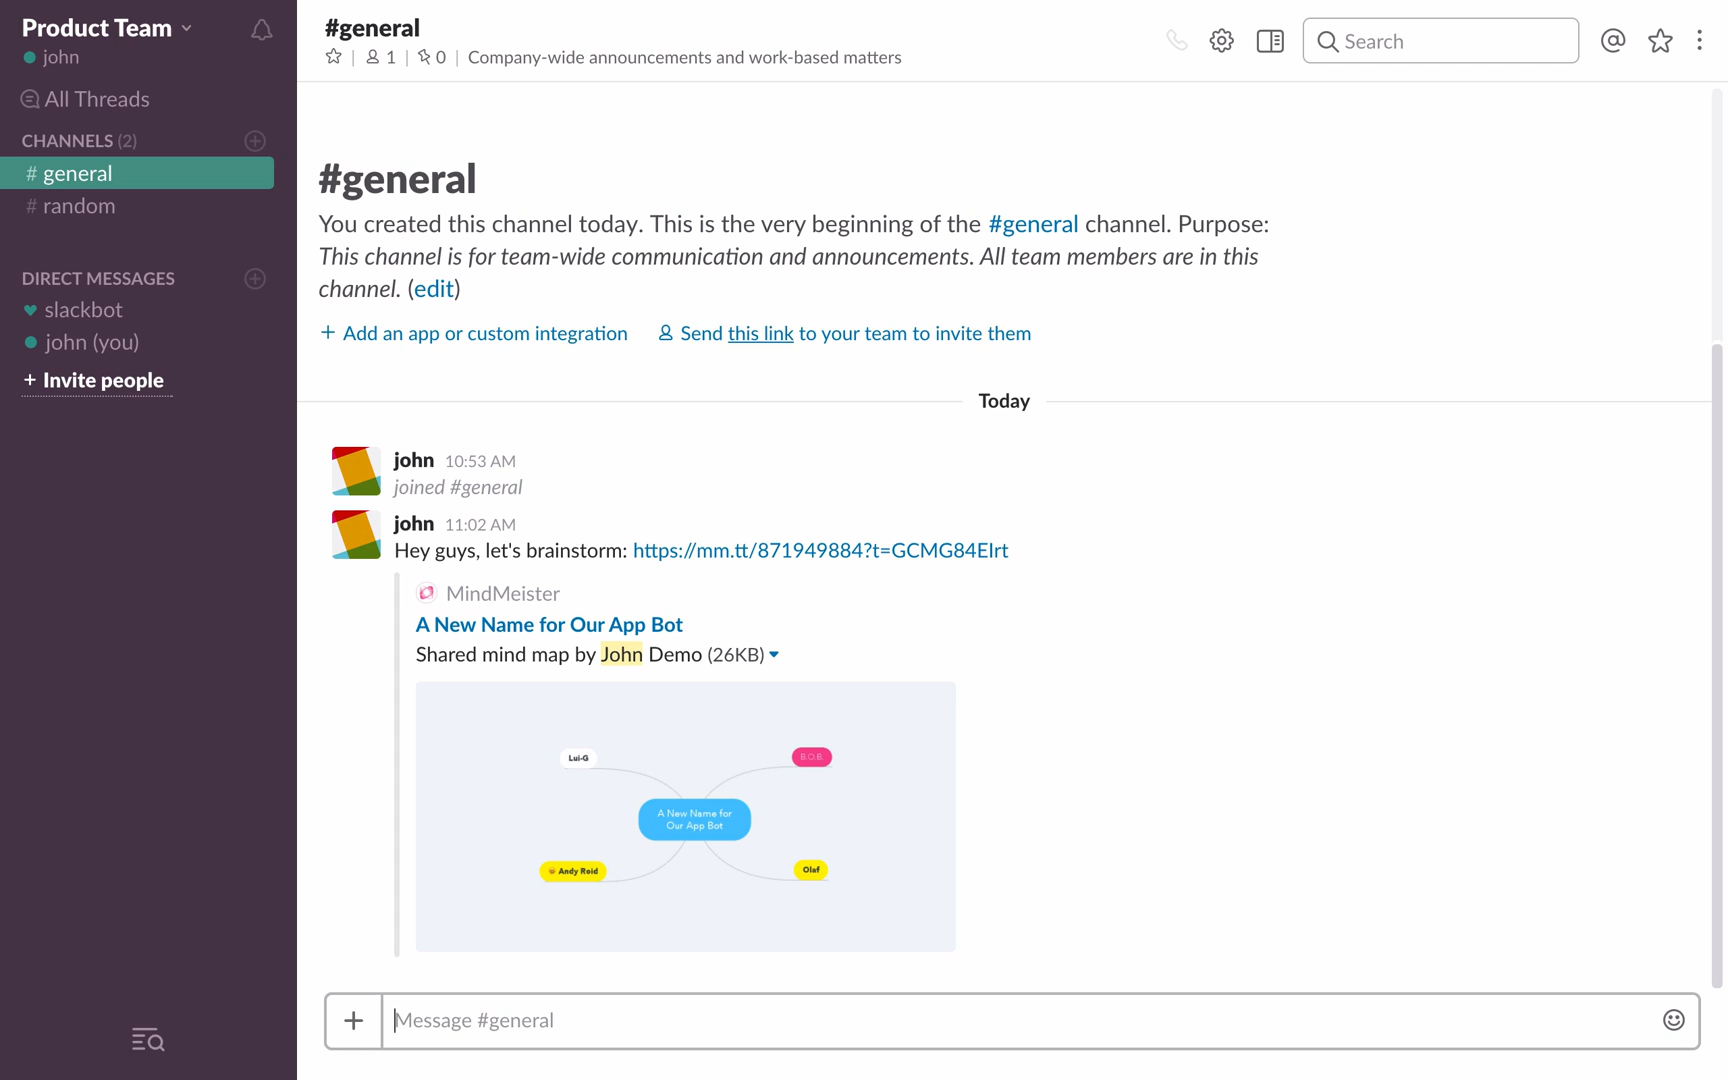 Product Team
john
All Threads
CHANNELS (2)
# general
# random
DIRECT MESSAGES
slackbot
john (you)
+ Invite people
#general
1 | 0 | Company-wide announcements and work-based matters
Search
#general
You created this channel today. This is the very beginning of the #general channel. Purpose:
This channel is for team-wide communication and announcements. All team members are in this
channel. (edit)
+ Add an app or custom integration
Send this link to your team to invite them
Today
john 10:53 AM
joined #general
john 11:02 AM
Hey guys, let's brainstorm: https://mm.tt/871949884?t=GCMG84EIrt
MindMeister
A New Name for Our App Bot
Shared mind map by John Demo (26KB)
Lui-G
B.O.B.
A New Name for
Our App Bot
Andy Roid
Olaf
+
Message #general